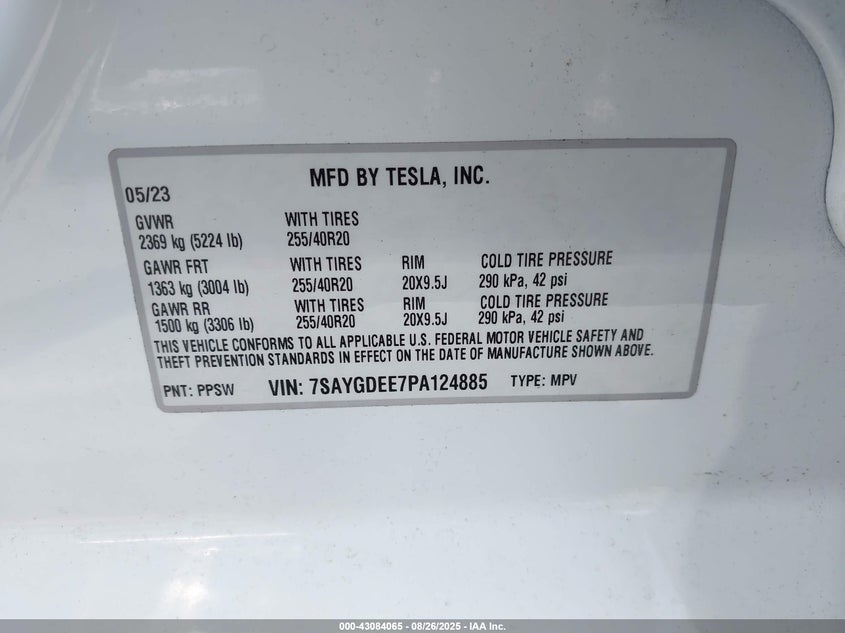 MFD BY TESLA, INC.
05/23
GVWR WITH TIRES
2369 kg (5224 lb) 255/40R20
GAWR FRT WITH TIRES RIM COLD TIRE PRESSURE
1363 kg (3004 lb) 255/40R20 20X9.5J 290 kPa, 42 psi
GAWR RR WITH TIRES RIM COLD TIRE PRESSURE
1500 kg (3306 lb) 255/40R20 20X9.5J 290 kPa, 42 psi
THIS VEHICLE CONFORMS TO ALL APPLICABLE U.S. FEDERAL MOTOR VEHICLE SAFETY AND
THEFT PREVENTION STANDARDS IN EFFECT ON THE DATE OF MANUFACTURE SHOWN ABOVE.
PNT: PPSW VIN: 7SAYGDEE7PA124885 TYPE: MPV
000-43084065 - 08/26/2025 - IAA Inc.